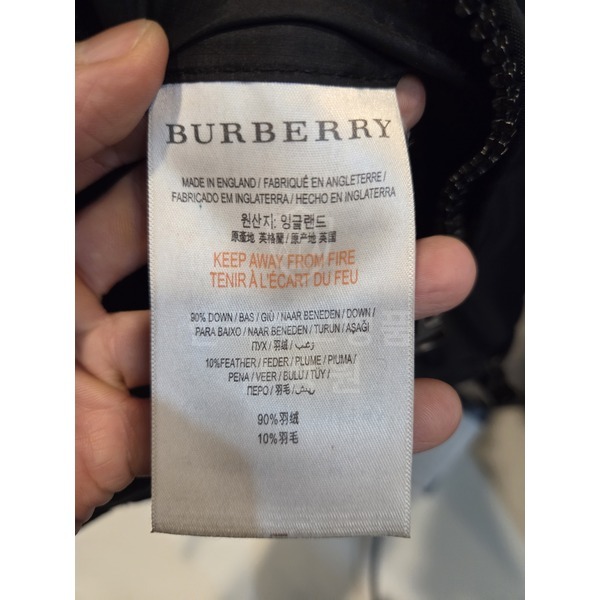 BURBERRY
MADE IN ENGLAND / FABRIQUÉ EN ANGLETERRE /
FABRICADO EM INGLATERRA / HECHO EN INGLATERRA
원산지: 잉글랜드
原產地 英格蘭 / 原产地 英国
KEEP AWAY FROM FIRE
TENIR À L'ÉCART DU FEU
90% DOWN / BAS / GIÙ / NAAR BENEDEN / DOWN /
PARA BAIXO / NAAR BENEDEN / TURUN / AŞAĞI
ПУХ / 羽絨 / زغب /
10%FEATHER / FEDER / PLUME / PIUMA /
PENA / VEER / BULU / TÜY /
ПЕРО / 羽毛 / ريش /
90%羽绒
10%羽毛